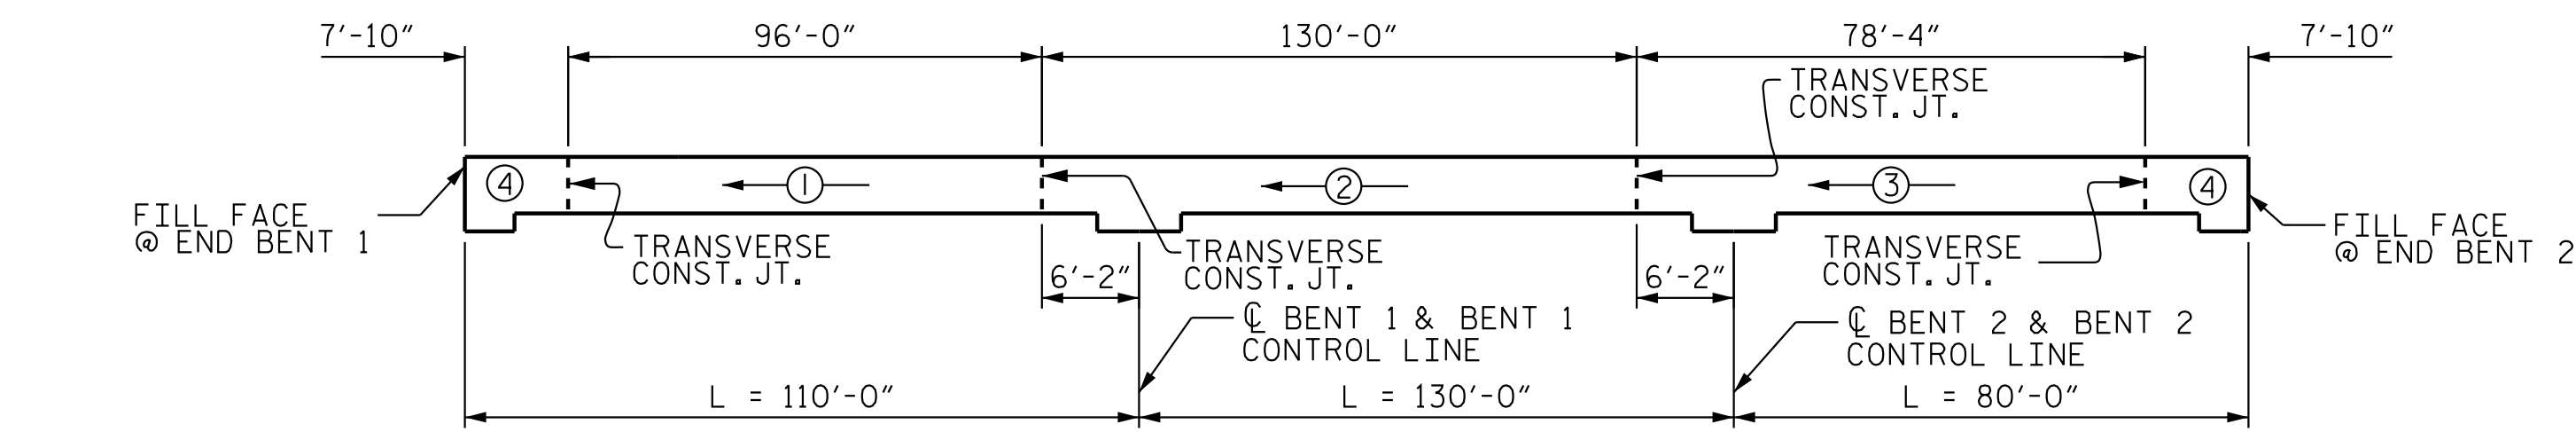 7'-10" 96'-0" 130'-0" 78'-4" 7'-10"
TRANSVERSE
CONST. JT.
4 1 2 3 4
FILL FACE
@ END BENT 1
TRANSVERSE
CONST. JT.
TRANSVERSE
CONST. JT.
TRANSVERSE
CONST. JT.
FILL FACE
@ END BENT 2
6'-2" 6'-2"
℄ BENT 1 & BENT 1
CONTROL LINE
℄ BENT 2 & BENT 2
CONTROL LINE
L = 110'-0" L = 130'-0" L = 80'-0"